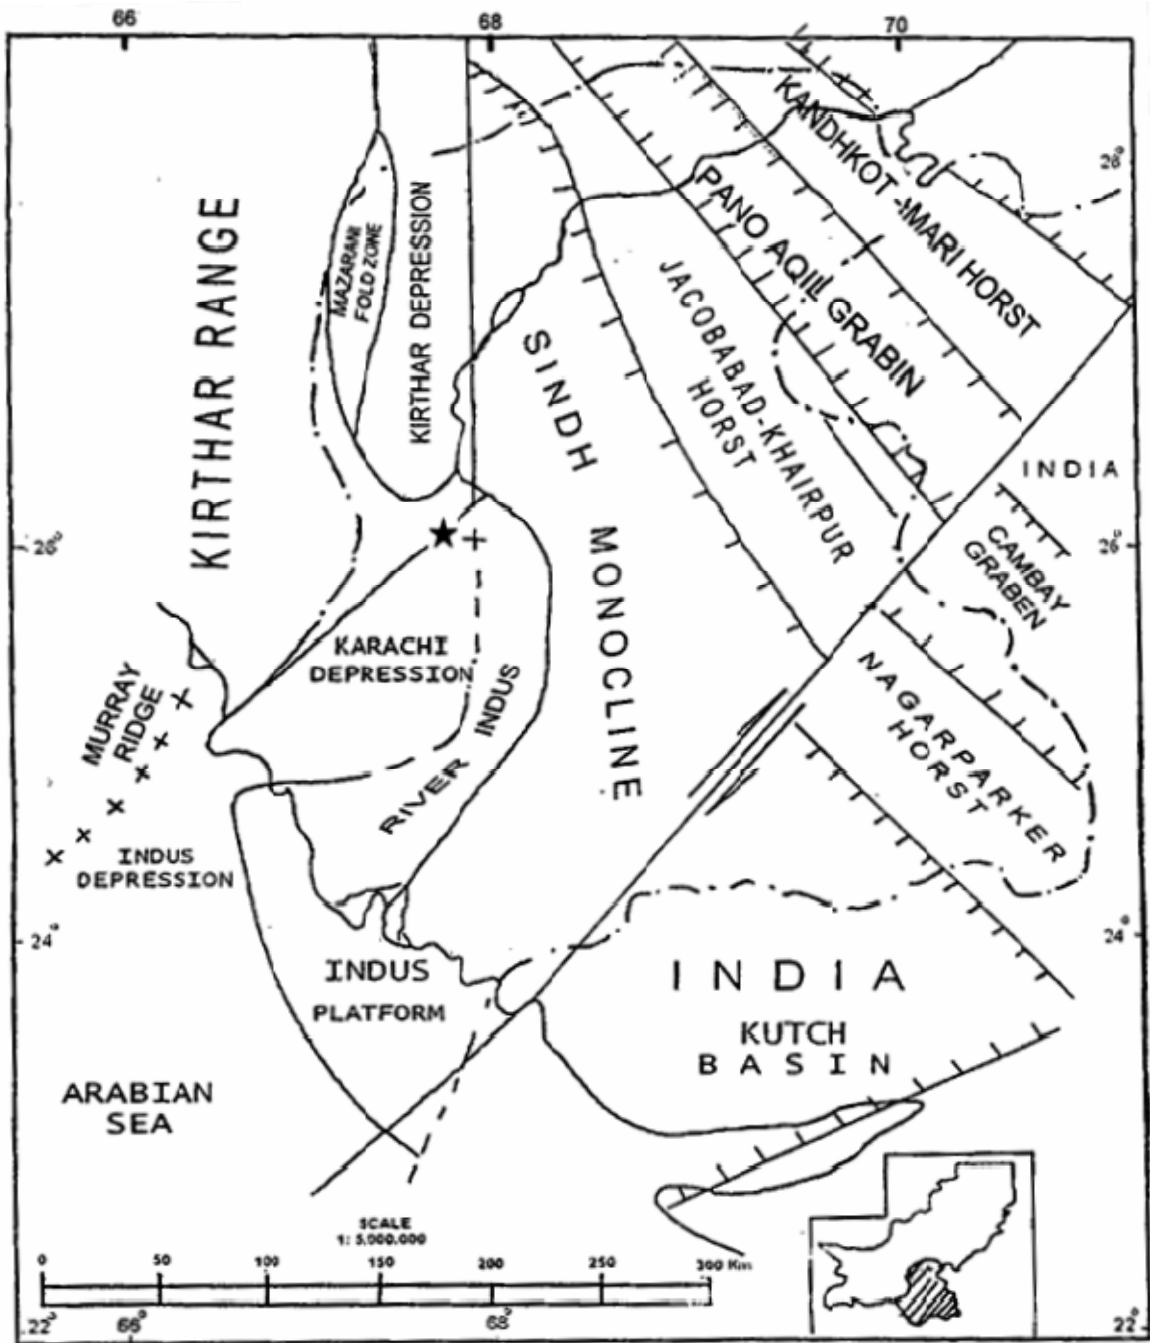 66
68
70
KANDHKOT-MARI HORST
28°
PANO AQILL GRABIN
KIRTHAR RANGE
MAZARANI
FOLD ZONE
KIRTHAR DEPRESSION
JACOBABAD-KHAIRPUR
HORST
SINDH
MONOCLINE
INDIA
28°
26°
CAMBAY
GRABEN
KARACHI
DEPRESSION
NAGARPARKER
HORST
MURRAY
RIDGE
RIVER INDUS
INDUS
DEPRESSION
24°
24°
INDUS
PLATFORM
INDIA
KUTCH
BASIN
ARABIAN
SEA
SCALE
1: 5,000.000
0 50 100 150 200 250 300 Km
22°
66°
68°
22°